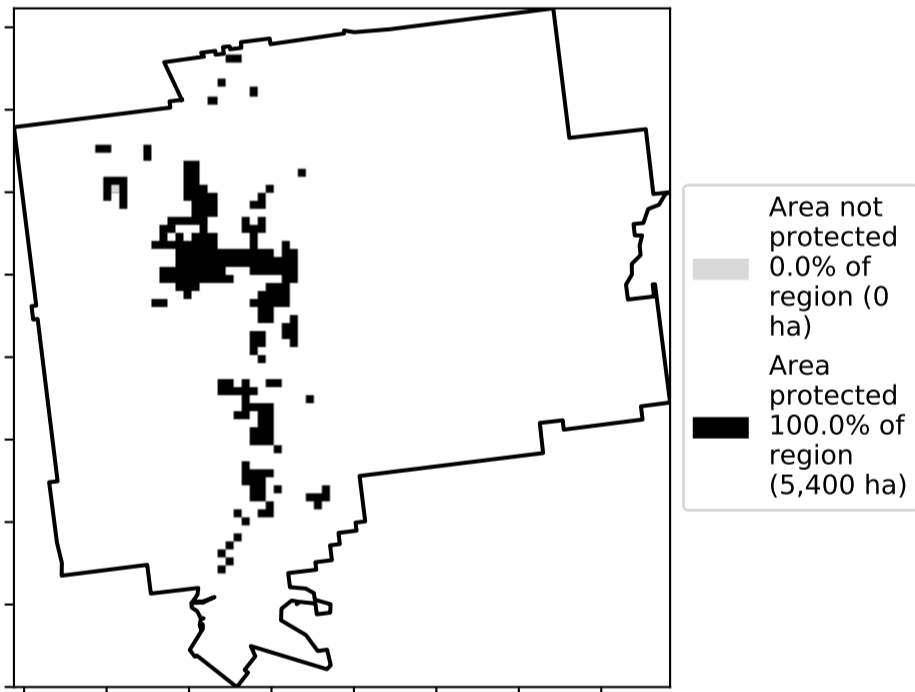 Area not
protected
0.0% of
region (0
ha)
Area
protected
100.0% of
region
(5,400 ha)